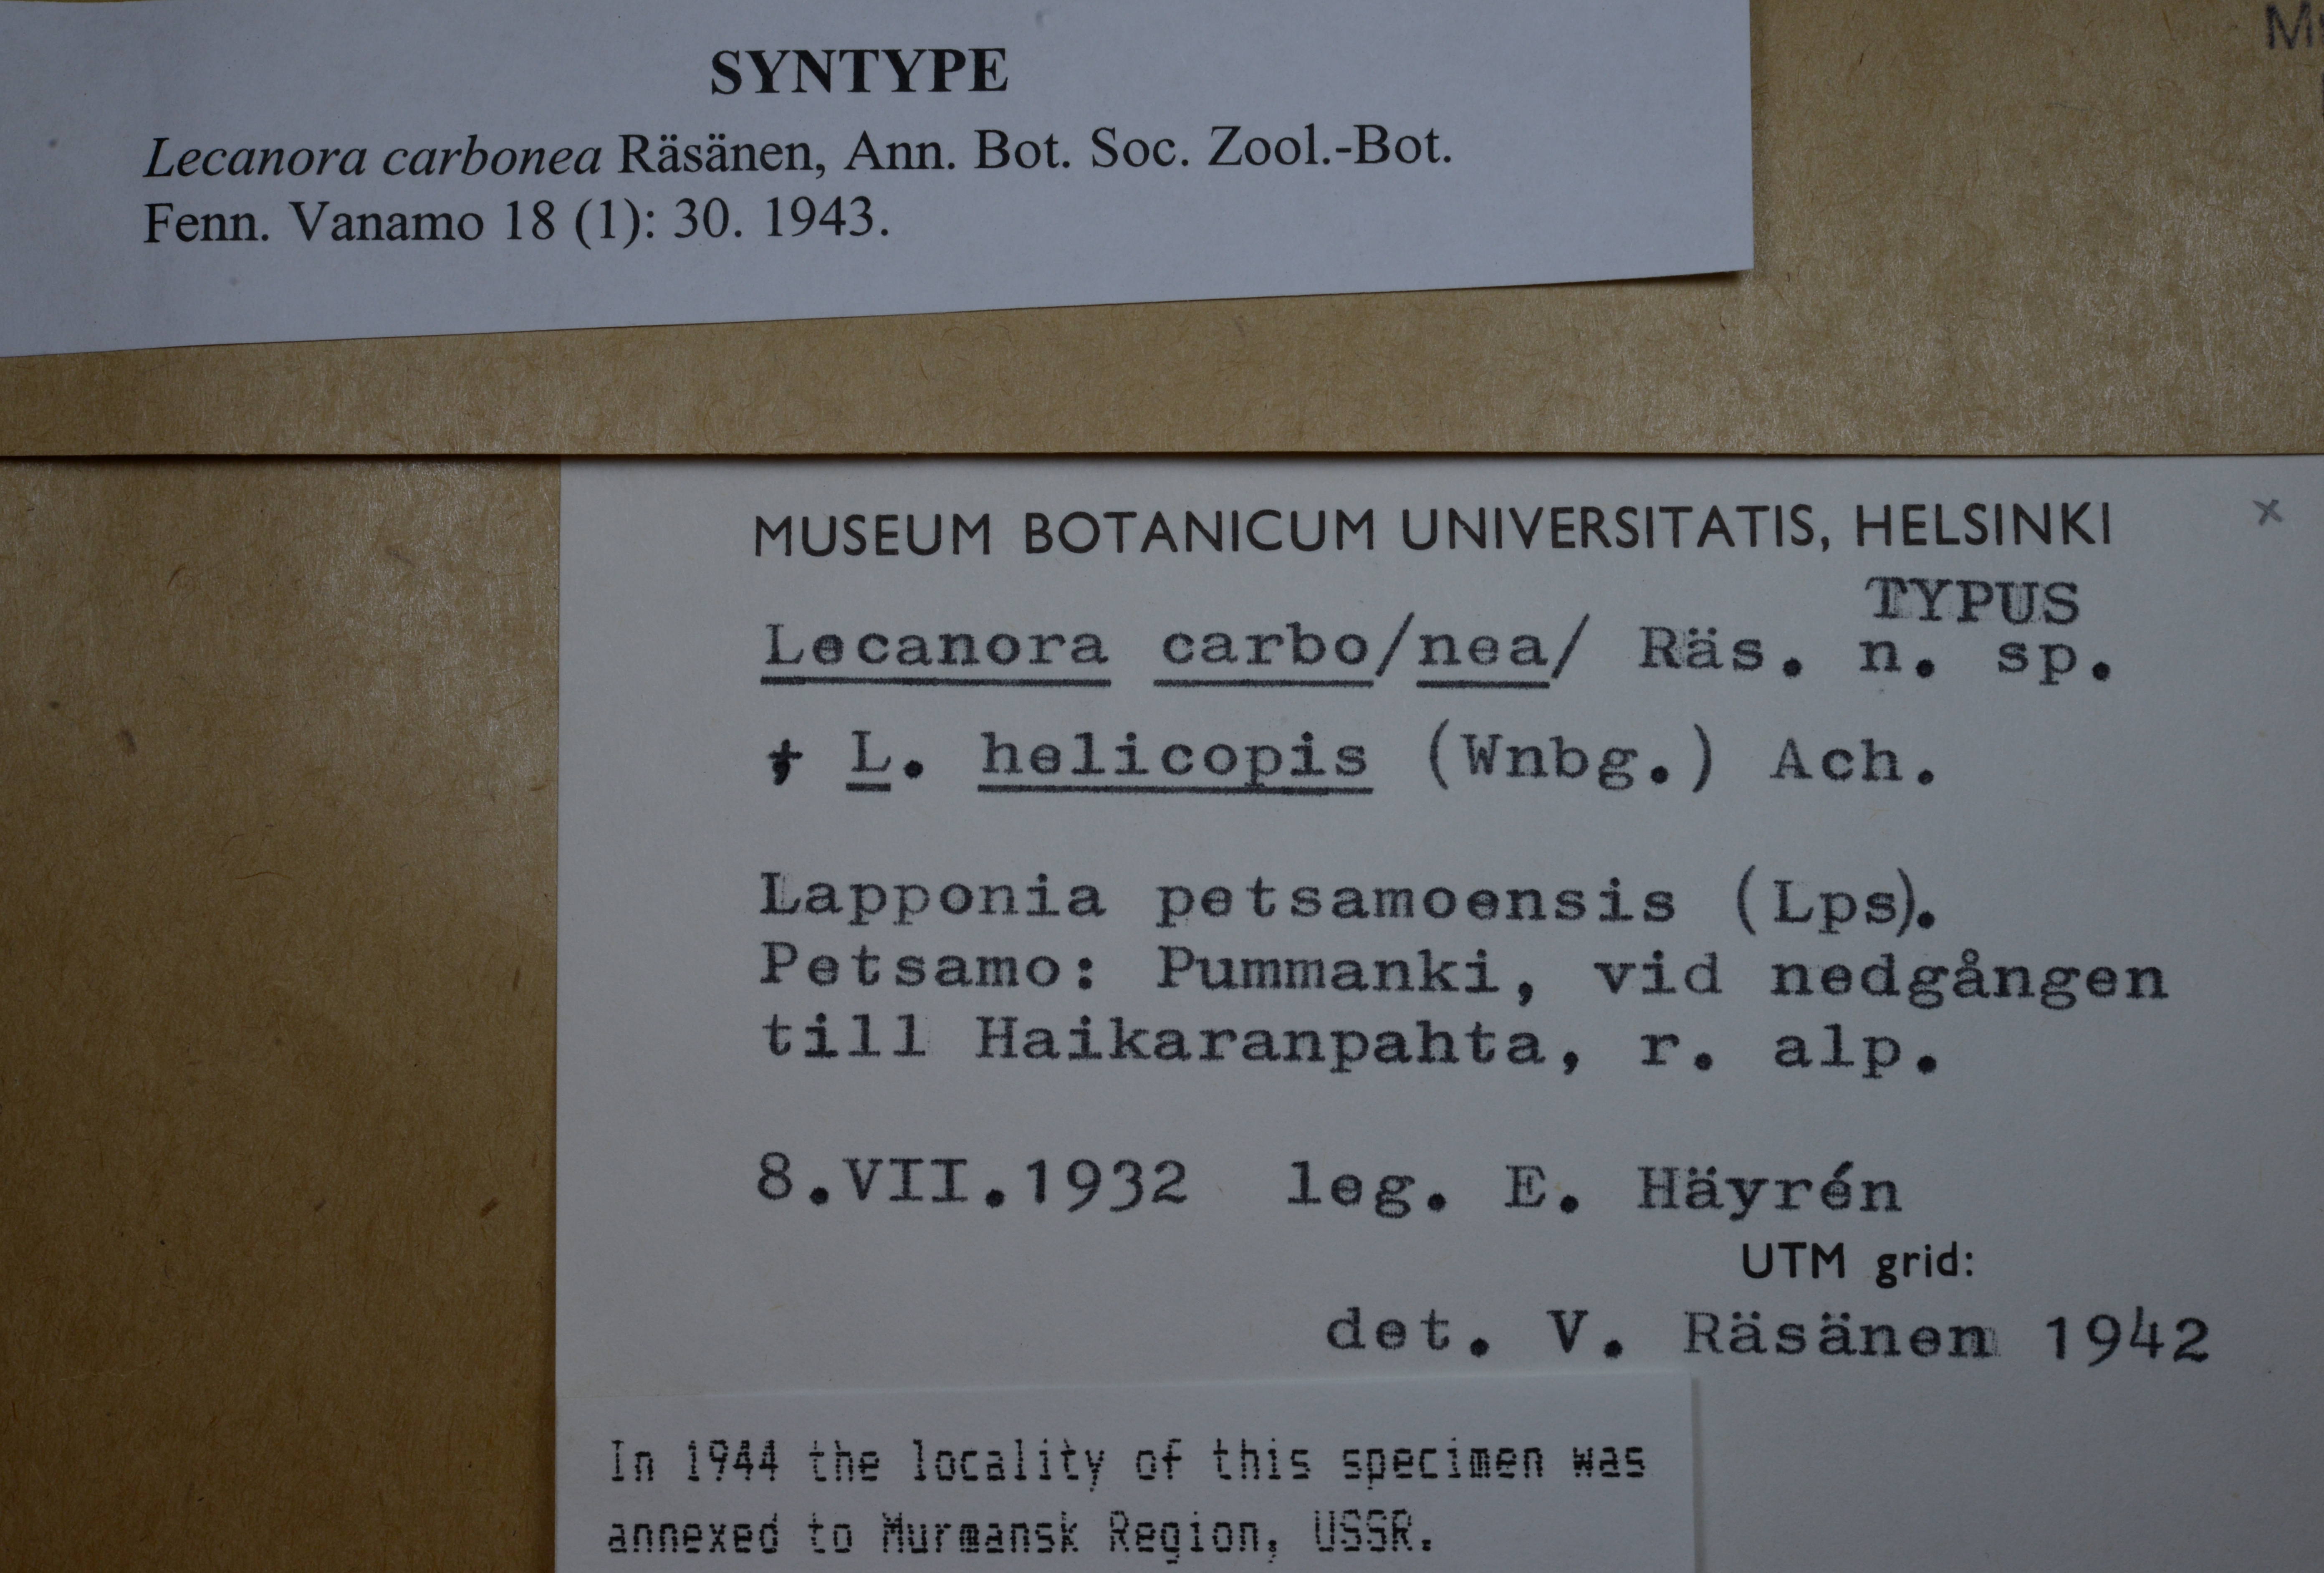 SYNTYPE
Lecanora carbonea Räsänen, Ann. Bot. Soc. Zool.-Bot.
Fenn. Vanamo 18 (1): 30. 1943.
MUSEUM BOTANICUM UNIVERSITATIS, HELSINKI
TYPUS
Lecanora carbo/nea/ Räs. n. sp.
+ L. helicopis (Wnbg.) Ach.
Lapponia petsamoensis (Lps).
Petsamo: Pummanki, vid nedgången
till Haikaranpahta, r. alp.
8.VII.1932 leg. E. Häyrén
UTM grid:
det. V. Räsänen 1942
In 1944 the locality of this specimen was
annexed to Murmansk Region, USSR.